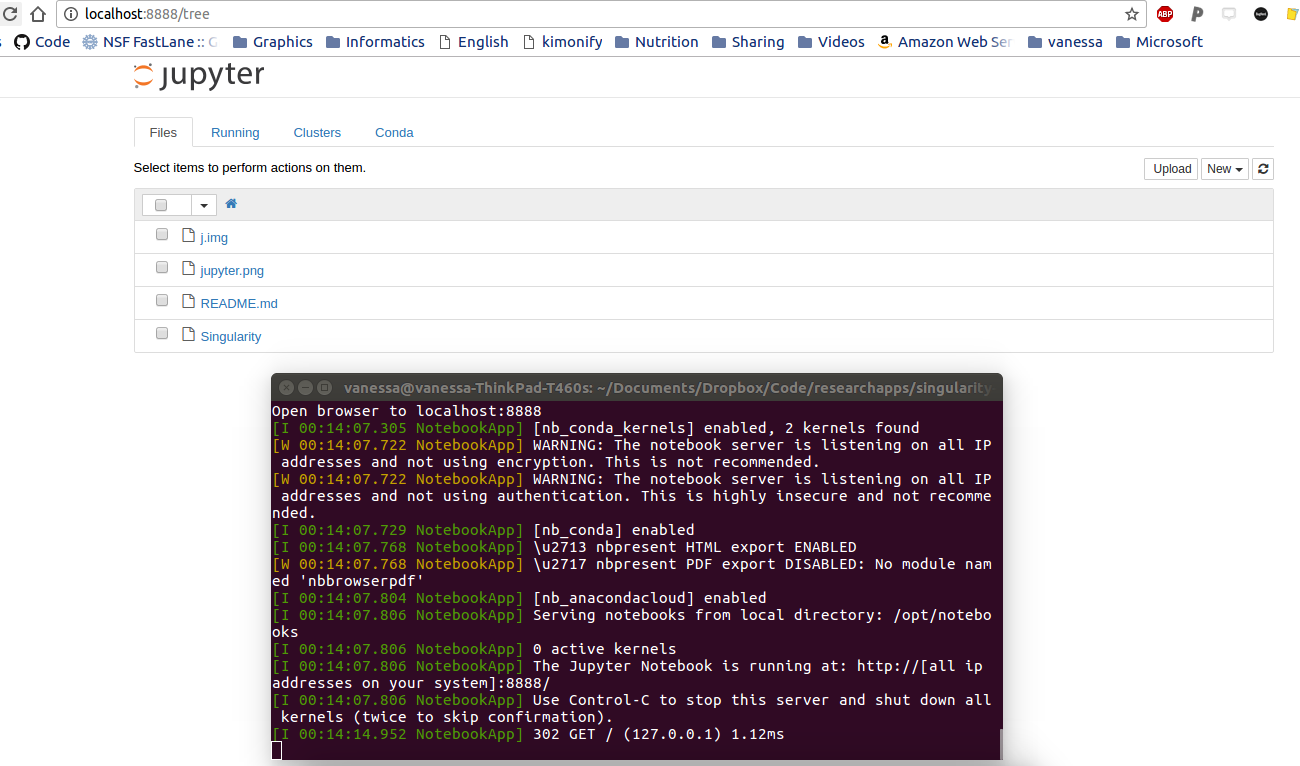 localhost:8888/tree
ABP
Code NSF FastLane :: Graphics Informatics English kimonify Nutrition Sharing Videos Amazon Web Ser vanessa Microsoft
jupyter
Files Running Clusters Conda
Select items to perform actions on them. Upload New
j.img
jupyter.png
README.md
Singularity
vanessa@vanessa-ThinkPad-T460s: ~/Documents/Dropbox/Code/researchapps/singularity-
Open browser to localhost:8888
[I 00:14:07.305 NotebookApp] [nb_conda_kernels] enabled, 2 kernels found
[W 00:14:07.722 NotebookApp] WARNING: The notebook server is listening on all IP
addresses and not using encryption. This is not recommended.
[W 00:14:07.722 NotebookApp] WARNING: The notebook server is listening on all IP
addresses and not using authentication. This is highly insecure and not recomme
nded.
[I 00:14:07.729 NotebookApp] [nb_conda] enabled
[I 00:14:07.768 NotebookApp] \u2713 nbpresent HTML export ENABLED
[W 00:14:07.768 NotebookApp] \u2717 nbpresent PDF export DISABLED: No module nam
ed 'nbbrowserpdf'
[I 00:14:07.804 NotebookApp] [nb_anacondacloud] enabled
[I 00:14:07.806 NotebookApp] Serving notebooks from local directory: /opt/notebo
oks
[I 00:14:07.806 NotebookApp] 0 active kernels
[I 00:14:07.806 NotebookApp] The Jupyter Notebook is running at: http://[all ip
addresses on your system]:8888/
[I 00:14:07.806 NotebookApp] Use Control-C to stop this server and shut down all
kernels (twice to skip confirmation).
[I 00:14:14.952 NotebookApp] 302 GET / (127.0.0.1) 1.12ms